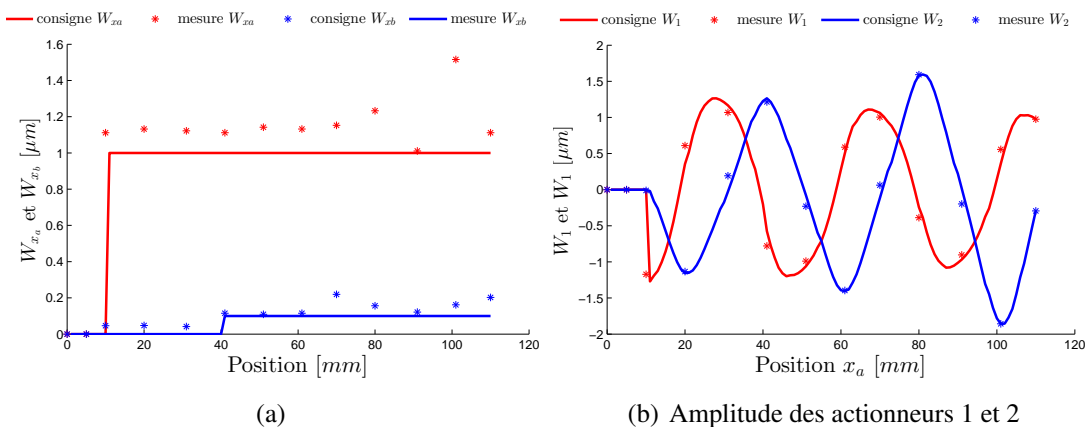 consigne W_{xa} mesure W_{xa} consigne W_{xb} mesure W_{xb}
1.6
1.4
1.2
1
0.8
0.6
0.4
0.2
0
W_{x_a} et W_{x_b} [μm]
0 20 40 60 80 100 120
Position [mm]
(a)
consigne W_1 mesure W_1 consigne W_2 mesure W_2
2
1.5
1
0.5
0
−0.5
−1
−1.5
−2
W_1 et W_1 [μm]
0 20 40 60 80 100 120
Position x_a [mm]
(b) Amplitude des actionneurs 1 et 2